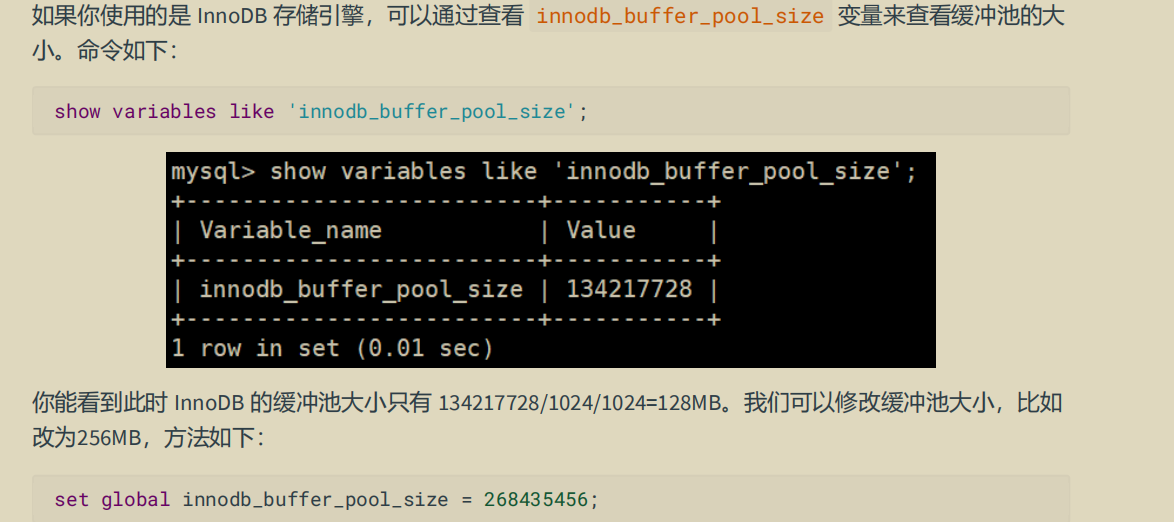 如果你使用的是 InnoDB 存储引擎，可以通过查看 innodb_buffer_pool_size 变量来查看缓冲池的大
小。命令如下：
show variables like 'innodb_buffer_pool_size';
mysql> show variables like 'innodb_buffer_pool_size';
+-------------------------+-----------+
| Variable_name           | Value     |
+-------------------------+-----------+
| innodb_buffer_pool_size | 134217728 |
+-------------------------+-----------+
1 row in set (0.01 sec)
你能看到此时 InnoDB 的缓冲池大小只有 134217728/1024/1024=128MB。我们可以修改缓冲池大小，比如
改为256MB，方法如下：
set global innodb_buffer_pool_size = 268435456;